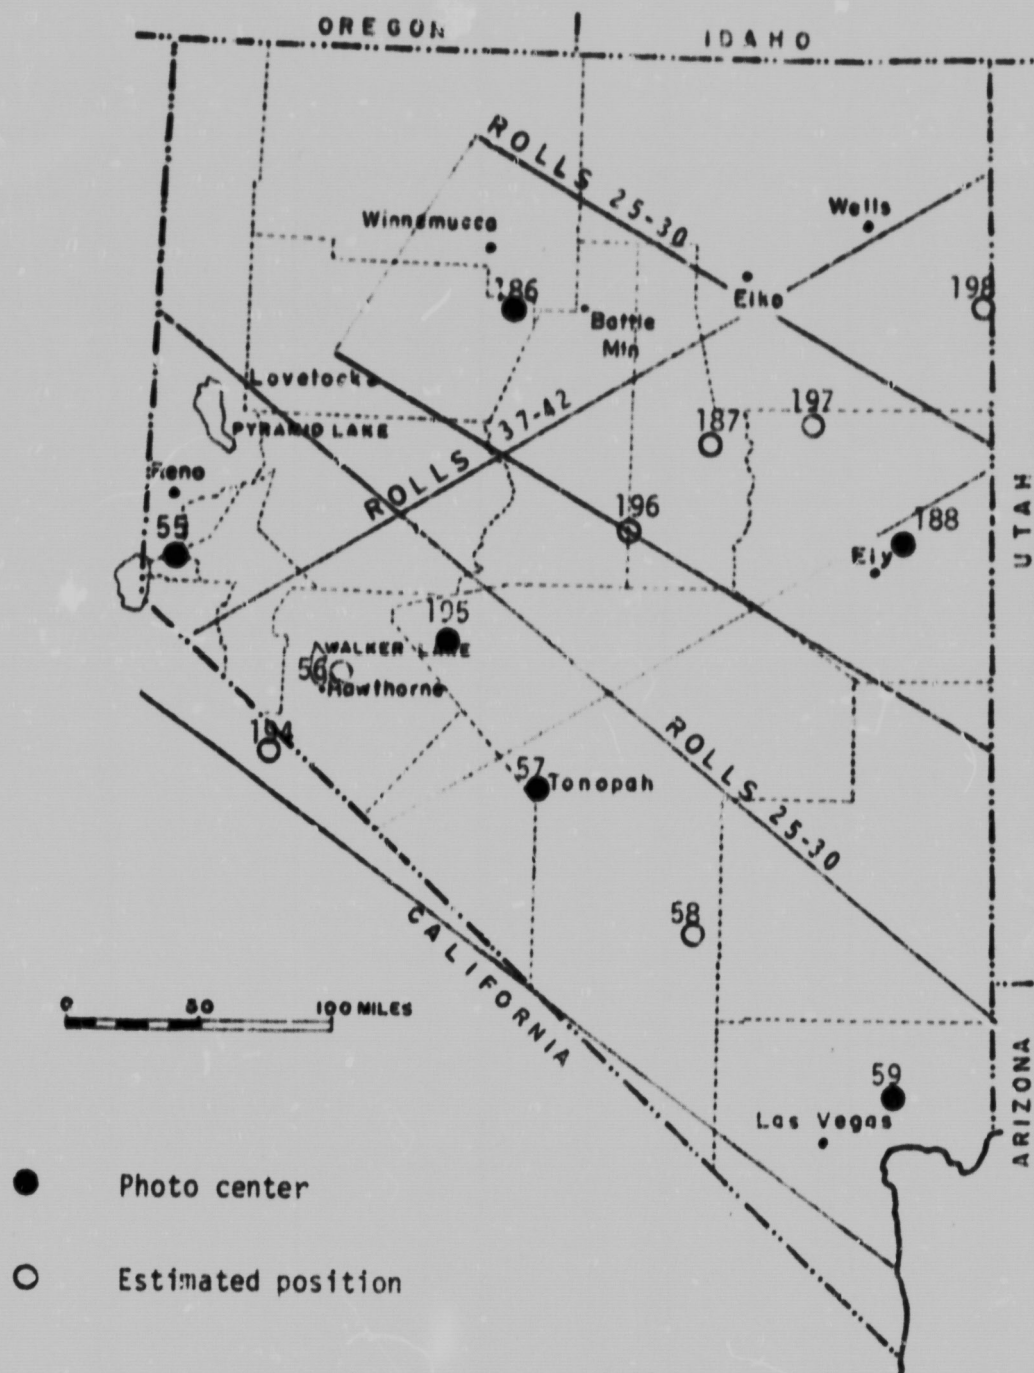 OREGON
IDAHO
ROLLS 25-30
Winnemucca
Wells
186
Elko
198
Battle
Mtn
Lovelock
PYRAMID LAKE
ROLLS 37-42
187
197
Reno
55
196
188
Ely
UTAH
195
WALKER LAKE
56
Hawthorne
194
57
Tonopah
ROLLS 25-30
58
CALIFORNIA
0 50 100 MILES
59
Las Vegas
ARIZONA
Photo center
Estimated position